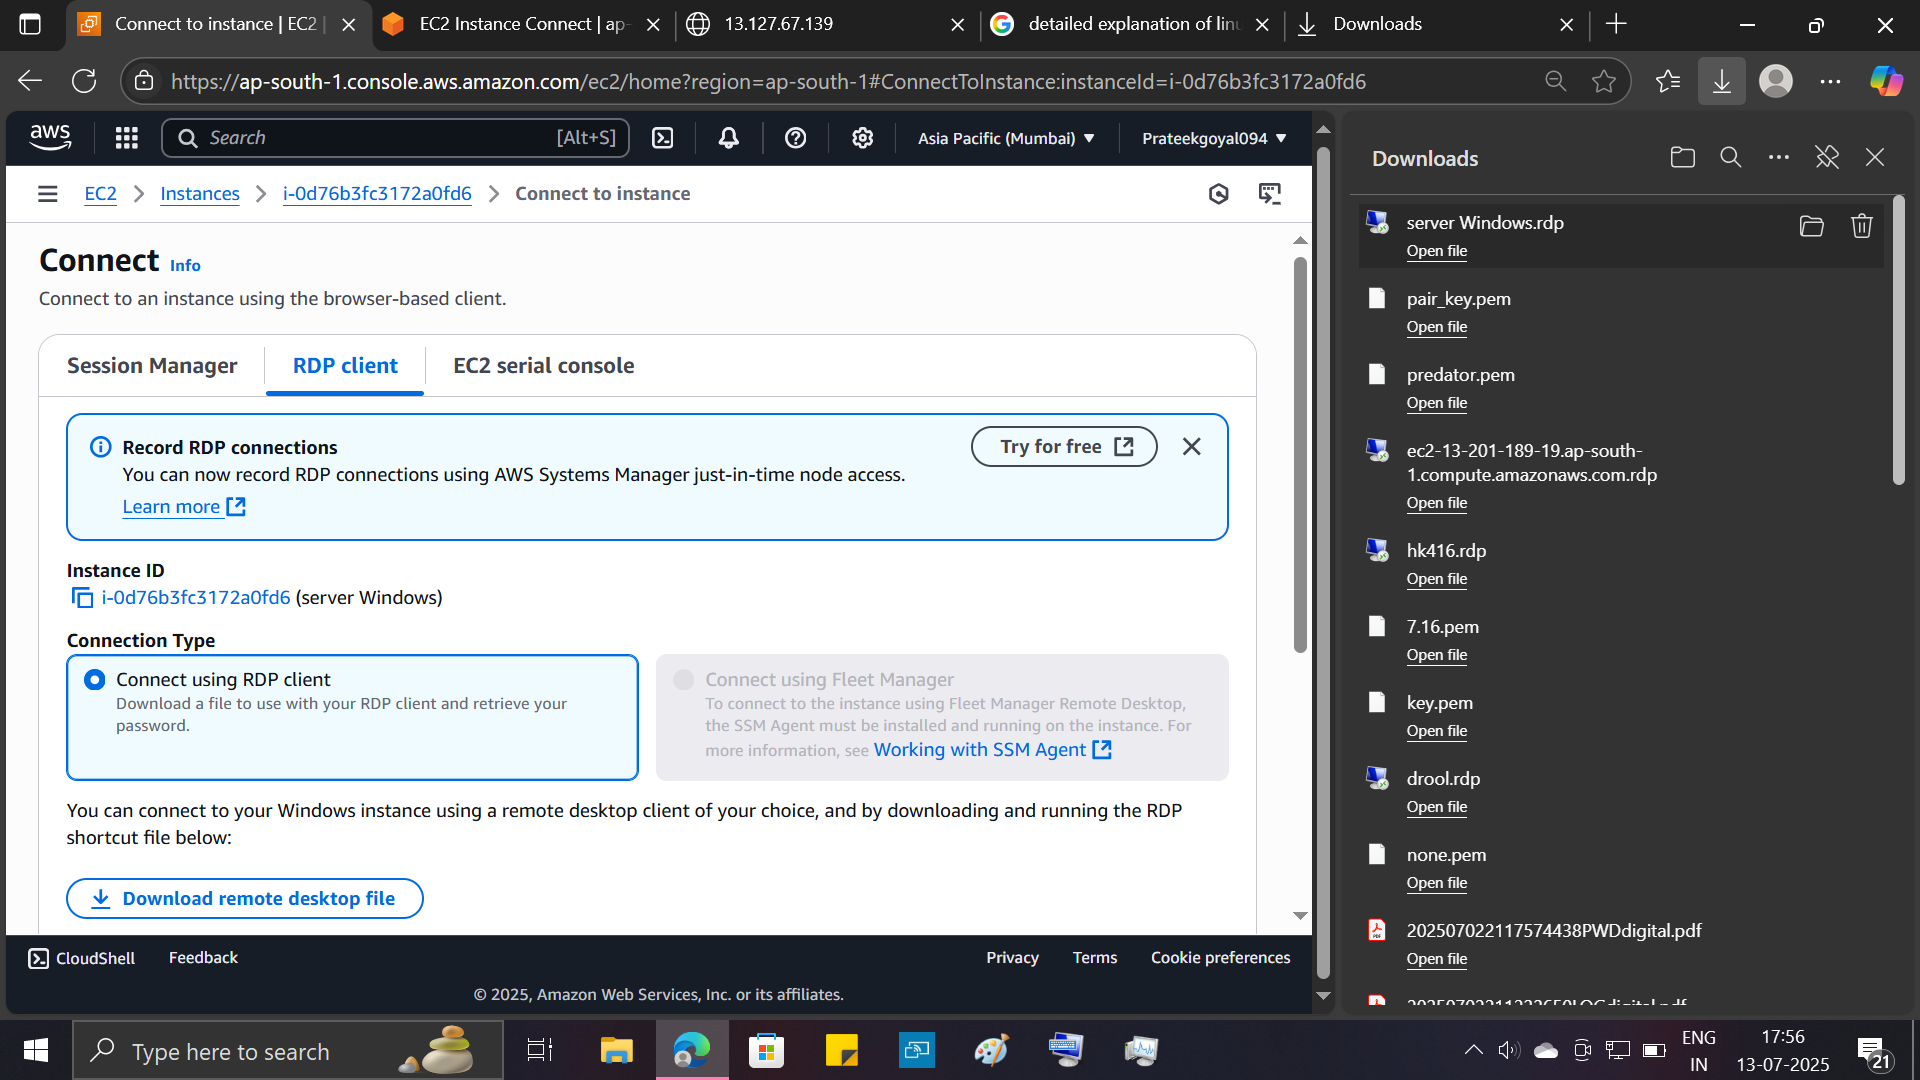 Connect to instance | EC2 |
EC2 Instance Connect | ap-
13.127.67.139
detailed explanation of linu
Downloads
https://ap-south-1.console.aws.amazon.com/ec2/home?region=ap-south-1#ConnectToInstance:instanceId=i-0d76b3fc3172a0fd6
aws
Search [Alt+S]
Asia Pacific (Mumbai)
Prateekgoyal094
EC2
Instances
i-0d76b3fc3172a0fd6
Connect to instance
Connect Info
Connect to an instance using the browser-based client.
Session Manager
RDP client
EC2 serial console
Record RDP connections
You can now record RDP connections using AWS Systems Manager just-in-time node access.
Learn more
Try for free
Instance ID
i-0d76b3fc3172a0fd6 (server Windows)
Connection Type
Connect using RDP client
Download a file to use with your RDP client and retrieve your
password.
Connect using Fleet Manager
To connect to the instance using Fleet Manager Remote Desktop,
the SSM Agent must be installed and running on the instance. For
more information, see Working with SSM Agent
You can connect to your Windows instance using a remote desktop client of your choice, and by downloading and running the RDP
shortcut file below:
Download remote desktop file
CloudShell
Feedback
Privacy
Terms
Cookie preferences
© 2025, Amazon Web Services, Inc. or its affiliates.
Downloads
server Windows.rdp
Open file
pair_key.pem
Open file
predator.pem
Open file
ec2-13-201-189-19.ap-south-
1.compute.amazonaws.com.rdp
Open file
hk416.rdp
Open file
7.16.pem
Open file
key.pem
Open file
drool.rdp
Open file
none.pem
Open file
202507022117574438PWDdigital.pdf
Open file
Type here to search
ENG
IN
17:56
13-07-2025
21